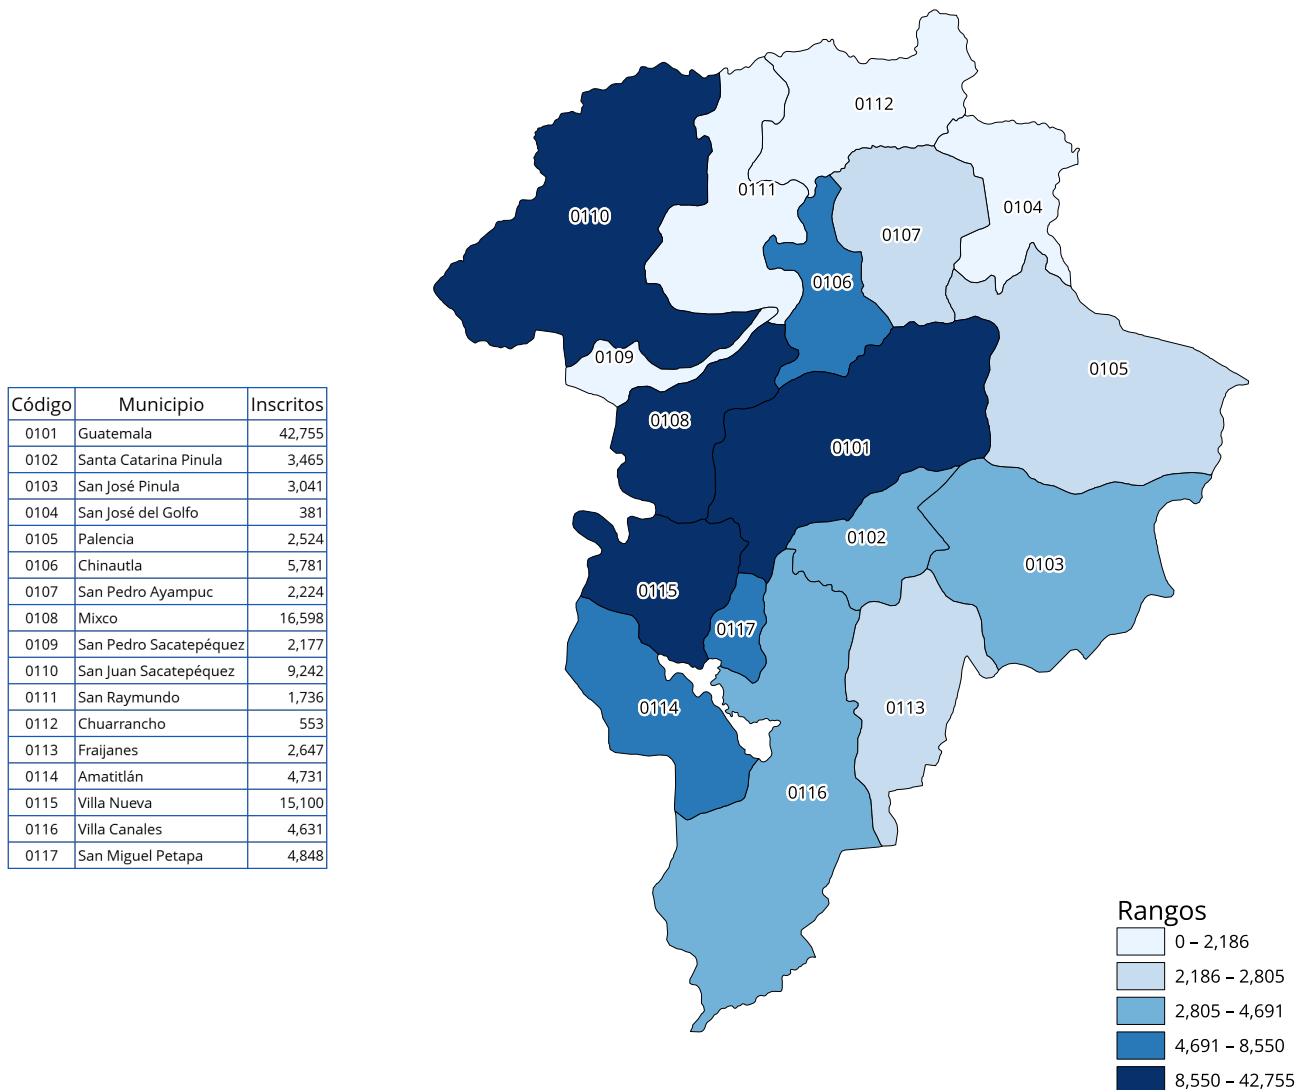 0112
0111
0110
0104
0107
0106
0109
0105
0108
0101
0102
0103
0115
0117
0114
0113
0116
Código Municipio Inscritos
0101 Guatemala 42,755
0102 Santa Catarina Pinula 3,465
0103 San José Pinula 3,041
0104 San José del Golfo 381
0105 Palencia 2,524
0106 Chinautla 5,781
0107 San Pedro Ayampuc 2,224
0108 Mixco 16,598
0109 San Pedro Sacatepéquez 2,177
0110 San Juan Sacatepéquez 9,242
0111 San Raymundo 1,736
0112 Chuarrancho 553
0113 Fraijanes 2,647
0114 Amatitlán 4,731
0115 Villa Nueva 15,100
0116 Villa Canales 4,631
0117 San Miguel Petapa 4,848
Rangos
0 – 2,186
2,186 – 2,805
2,805 – 4,691
4,691 – 8,550
8,550 – 42,755